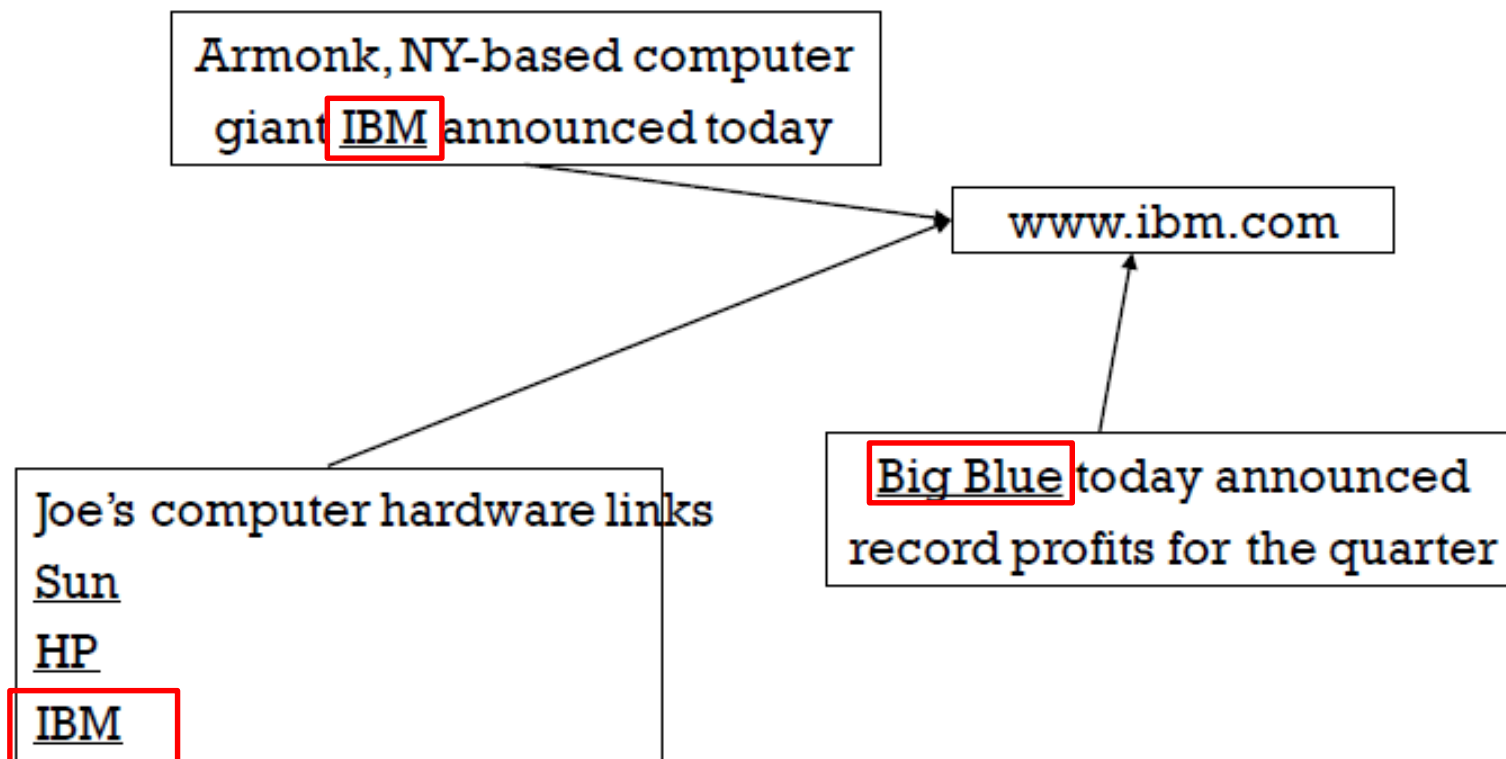 Armonk, NY-based computer
giant IBM announced today
www.ibm.com
Joe's computer hardware links
Sun
HP
IBM
Big Blue today announced
record profits for the quarter